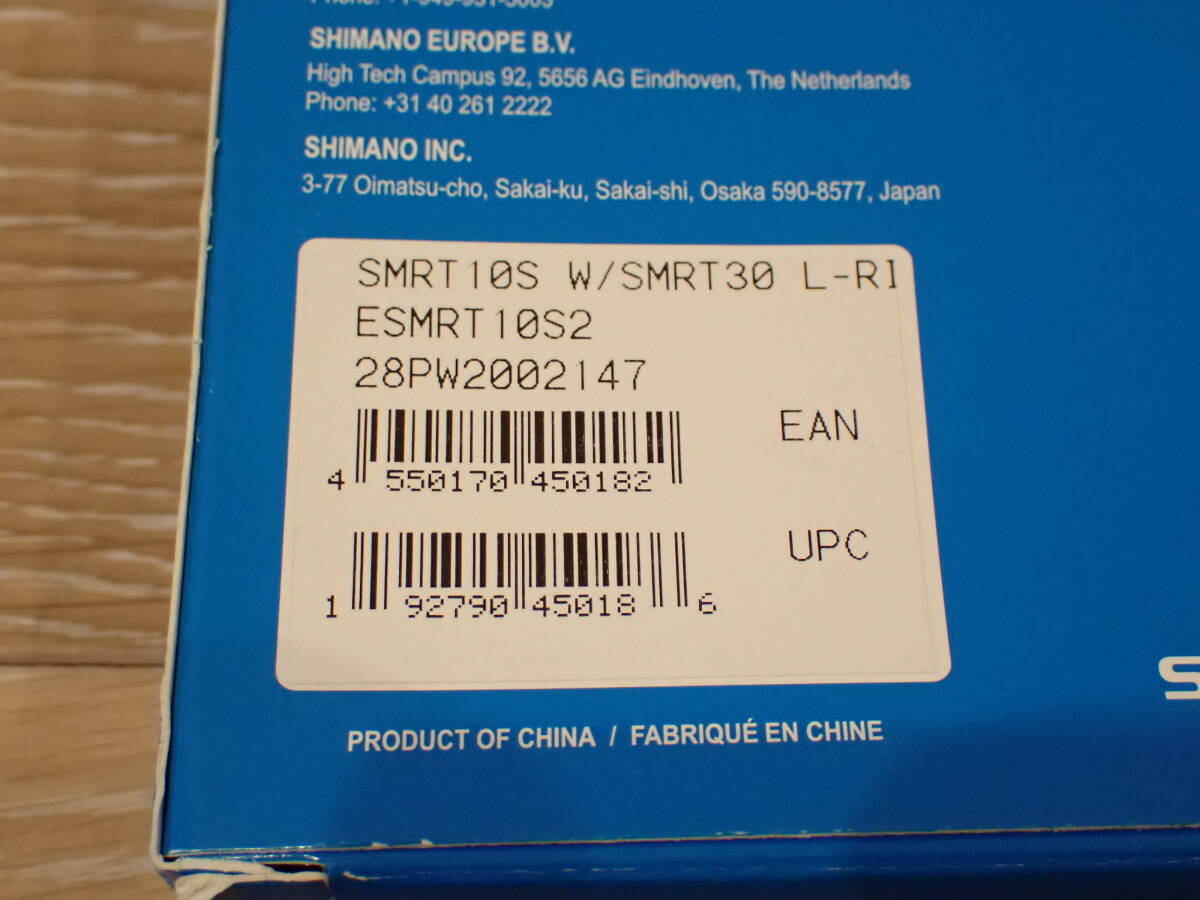 SHIMANO EUROPE B.V.
High Tech Campus 92, 5656 AG Eindhoven, The Netherlands
Phone: +31 40 261 2222
SHIMANO INC.
3-77 Oimatsu-cho, Sakai-ku, Sakai-shi, Osaka 590-8577, Japan
SMRT10S W/SMRT30 L-RI
ESMRT10S2
28PW2002147
EAN
4 550170 450182
UPC
1 92790 45018 6
PRODUCT OF CHINA / FABRIQUÉ EN CHINE